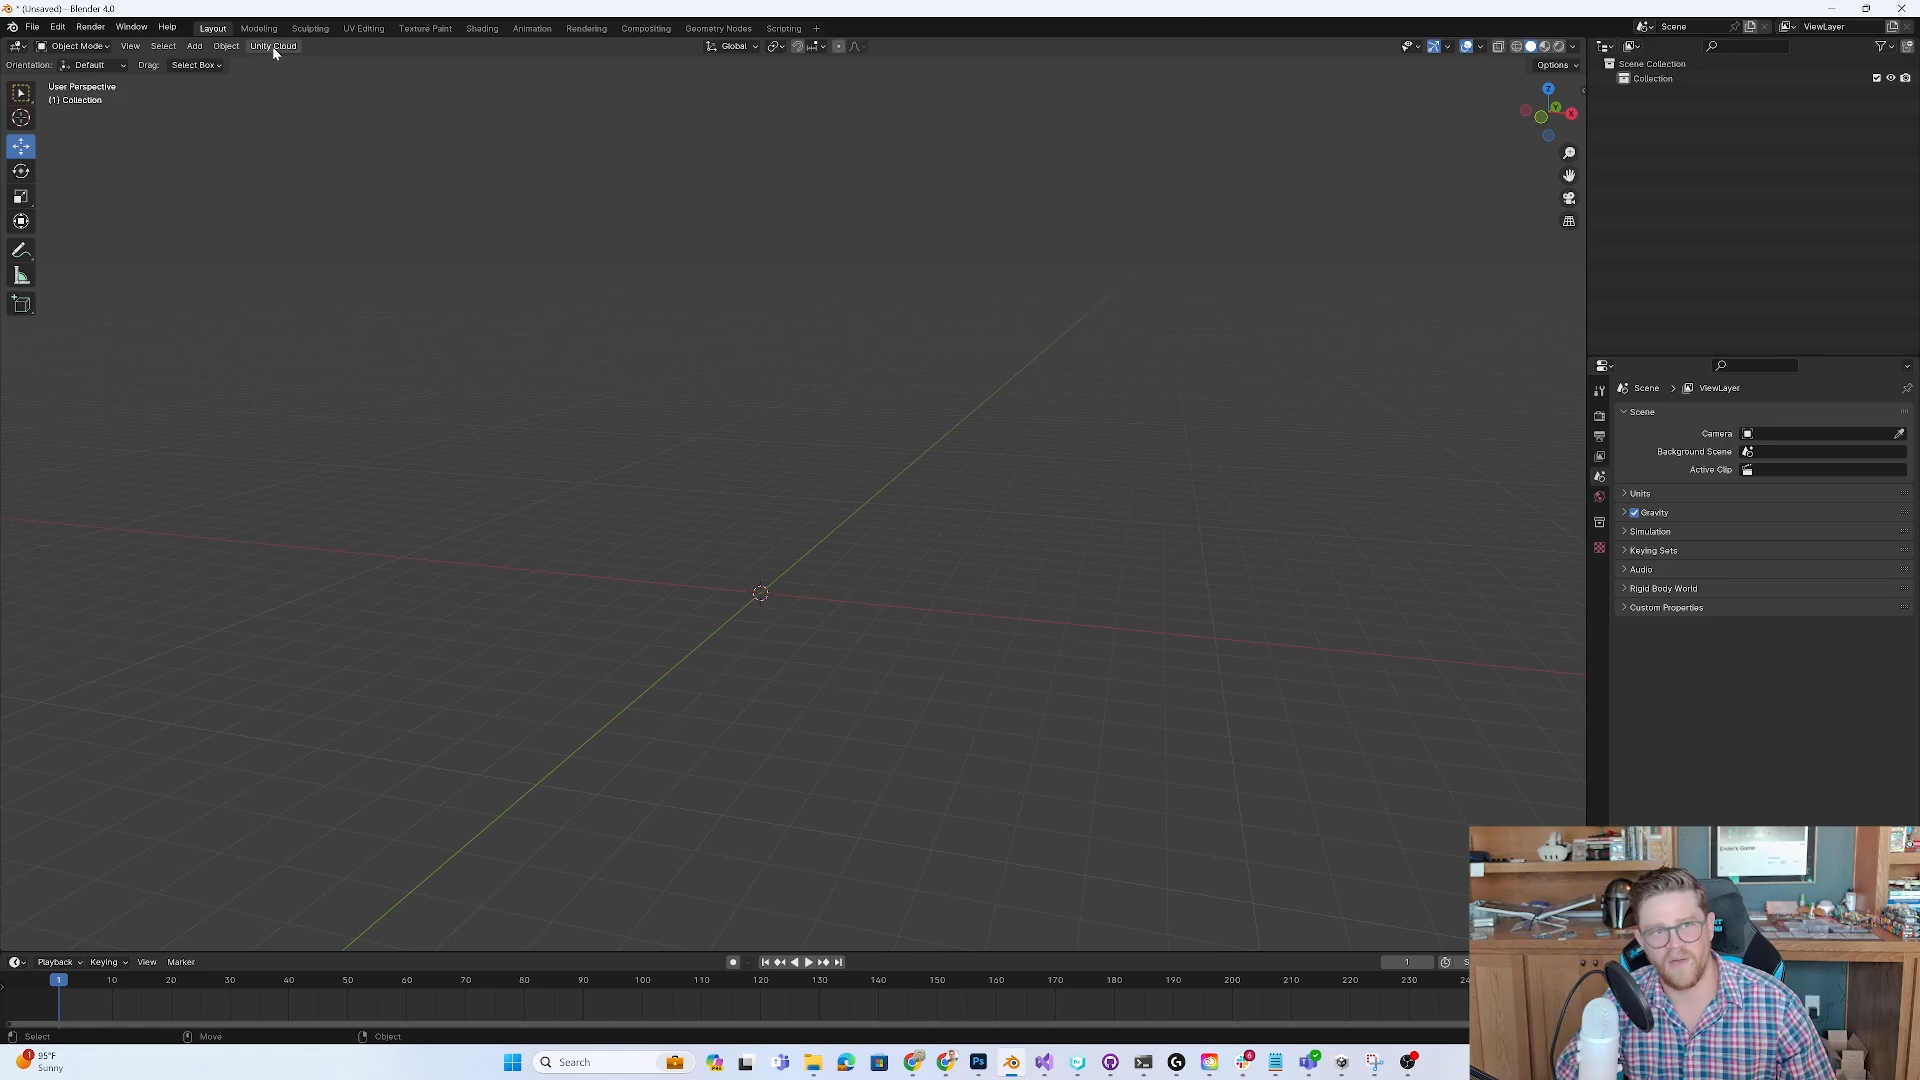 * (Unsaved) - Blender 4.0
File Edit Render Window Help Layout Modeling Sculpting UV Editing Texture Paint Shading Animation Rendering Compositing Geometry Nodes Scripting + Scene ViewLayer
Object Mode View Select Add Object Unity Cloud Global
Orientation: Default Drag: Select Box Options
User Perspective
(1) Collection
Z
Y
X
Scene Collection
Collection
Scene > ViewLayer
Scene
Camera
Background Scene
Active Clip
Units
Gravity
Simulation
Keying Sets
Audio
Rigid Body World
Custom Properties
Ender's Game
Playback Keying View Marker 1
1 10 20 30 40 50 60 70 80 90 100 110 120 130 140 150 160 170 180 190 200 210 220 230
Select Move Object
1 95°F
Sunny
Search
6